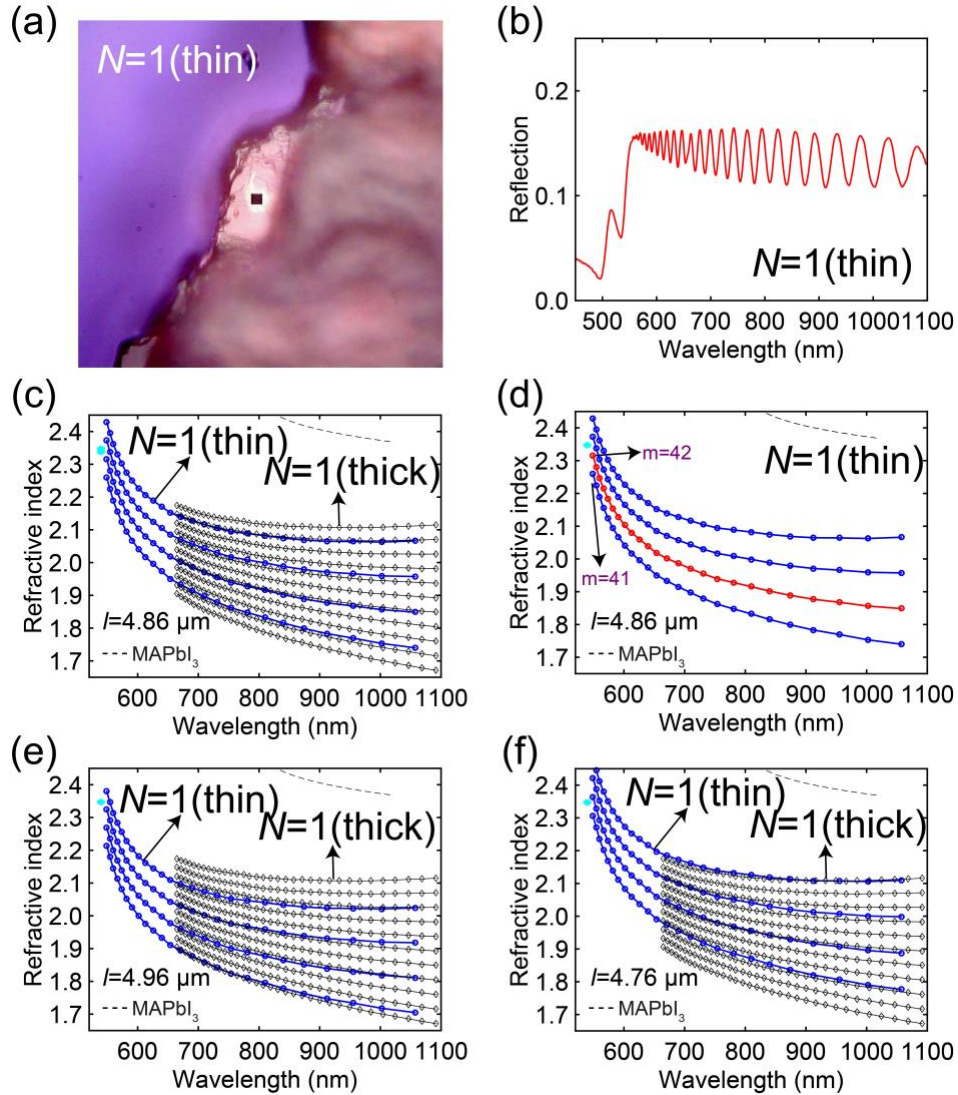 (a)
N=1(thin)
(b)
0.2
0.1
0.0
Reflection
N=1(thin)
500 600 700 800 900 1000 1100
Wavelength (nm)
(c)
2.4
2.3
2.2
2.1
2.0
1.9
1.8
1.7
Refractive index
N=1(thin)
N=1(thick)
l=4.86 μm
MAPbI₃
600 700 800 900 1000 1100
Wavelength (nm)
(d)
2.4
2.3
2.2
2.1
2.0
1.9
1.8
1.7
Refractive index
m=42
N=1(thin)
m=41
l=4.86 μm
MAPbI₃
600 700 800 900 1000 1100
Wavelength (nm)
(e)
2.4
2.3
2.2
2.1
2.0
1.9
1.8
1.7
Refractive index
N=1(thin)
N=1(thick)
l=4.96 μm
MAPbI₃
600 700 800 900 1000 1100
Wavelength (nm)
(f)
2.4
2.3
2.2
2.1
2.0
1.9
1.8
1.7
Refractive index
N=1(thin)
N=1(thick)
l=4.76 μm
MAPbI₃
600 700 800 900 1000 1100
Wavelength (nm)